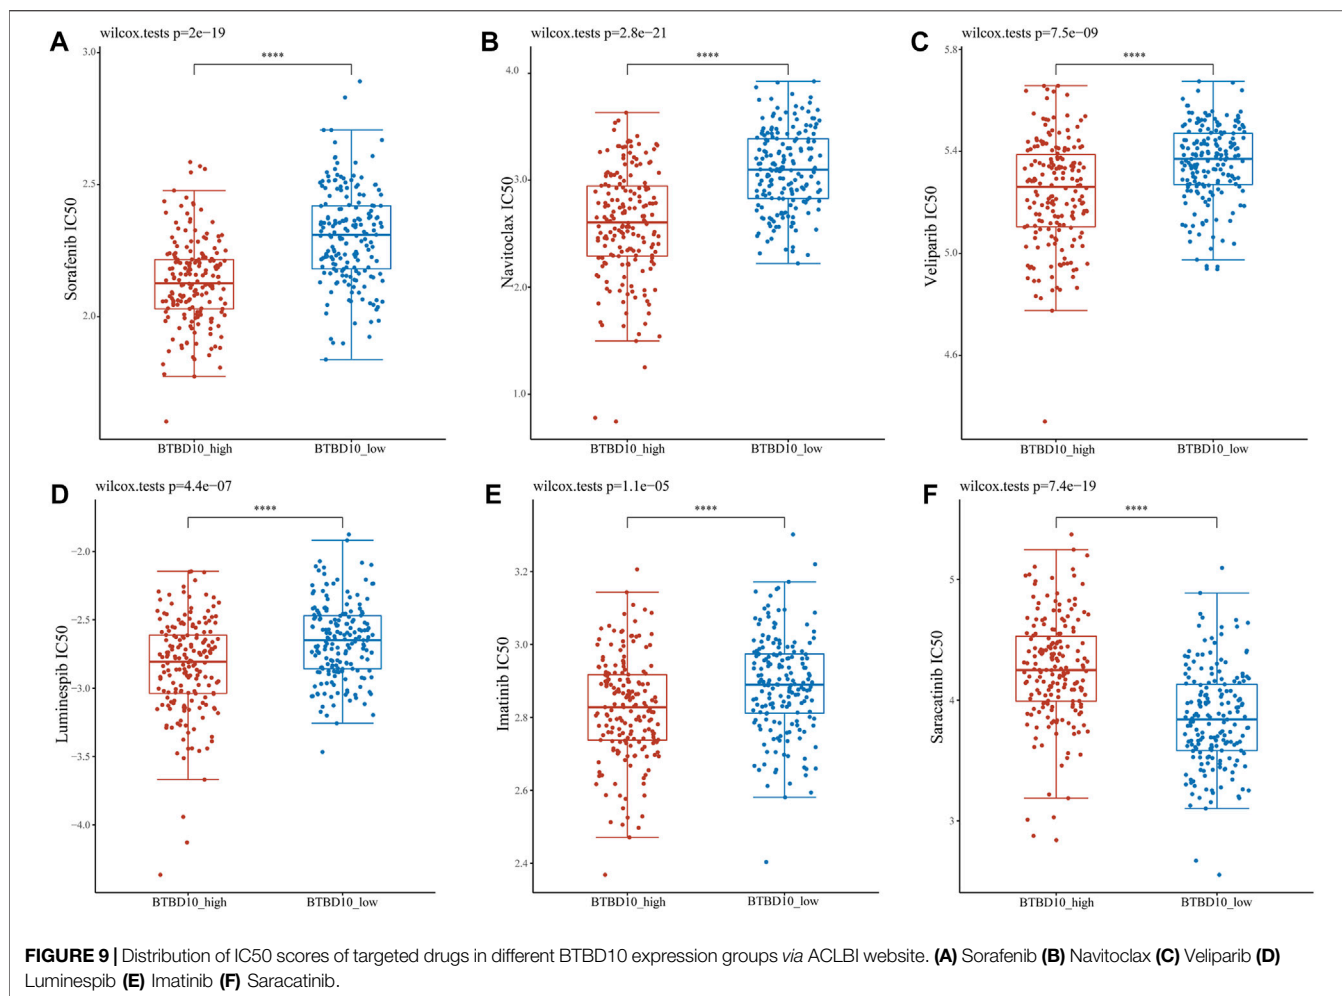 A
wilcox.tests p=2e−19
3.0
2.5
2.0
Sorafenib IC50
****
BTBD10_high
BTBD10_low
B
wilcox.tests p=2.8e−21
4.0
3.0
2.0
1.0
Navitoclax IC50
****
BTBD10_high
BTBD10_low
C
wilcox.tests p=7.5e−09
5.8
5.4
5.0
4.6
Veliparib IC50
****
BTBD10_high
BTBD10_low
D
wilcox.tests p=4.4e−07
−2.0
−2.5
−3.0
−3.5
−4.0
Luminespib IC50
****
BTBD10_high
BTBD10_low
E
wilcox.tests p=1.1e−05
3.2
3.0
2.8
2.6
2.4
Imatinib IC50
****
BTBD10_high
BTBD10_low
F
wilcox.tests p=7.4e−19
5
4
3
Saracatinib IC50
****
BTBD10_high
BTBD10_low
FIGURE 9 | Distribution of IC50 scores of targeted drugs in different BTBD10 expression groups via ACLBI website. (A) Sorafenib (B) Navitoclax (C) Veliparib (D)
Luminespib (E) Imatinib (F) Saracatinib.